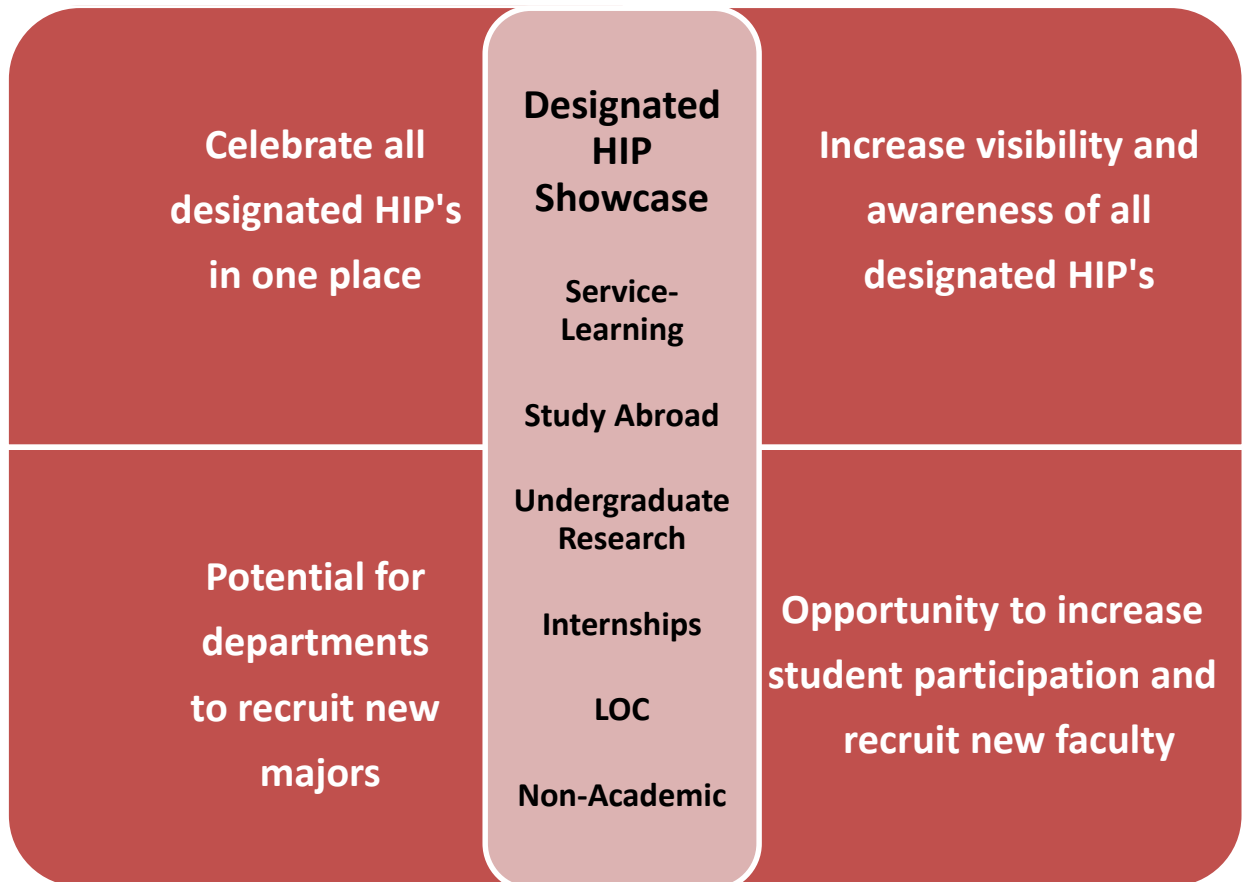 Celebrate all
designated HIP's
in one place
Designated
HIP
Showcase
Service-
Learning
Study Abroad
Undergraduate
Research
Internships
LOC
Non-Academic
Increase visibility and
awareness of all
designated HIP's
Potential for
departments
to recruit new
majors
Opportunity to increase
student participation and
recruit new faculty